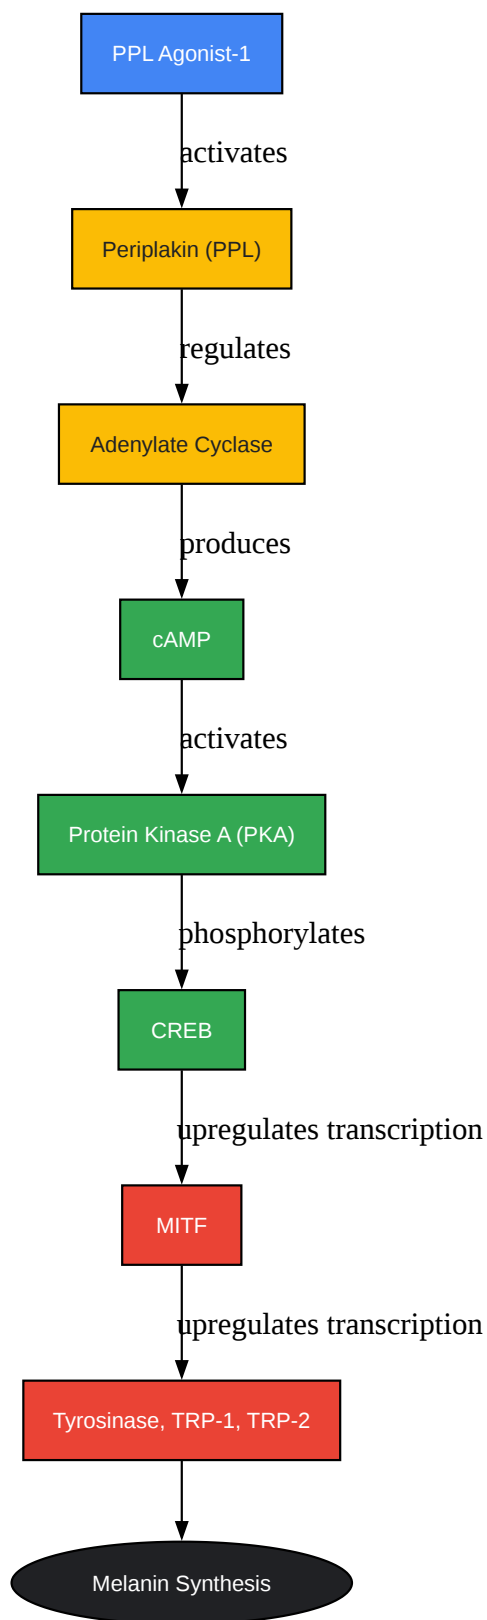 PPL Agonist-1
activates
Periplakin (PPL)
regulates
Adenylate Cyclase
produces
cAMP
activates
Protein Kinase A (PKA)
phosphorylates
CREB
upregulates transcription
MITF
upregulates transcription
Tyrosinase, TRP-1, TRP-2
Melanin Synthesis